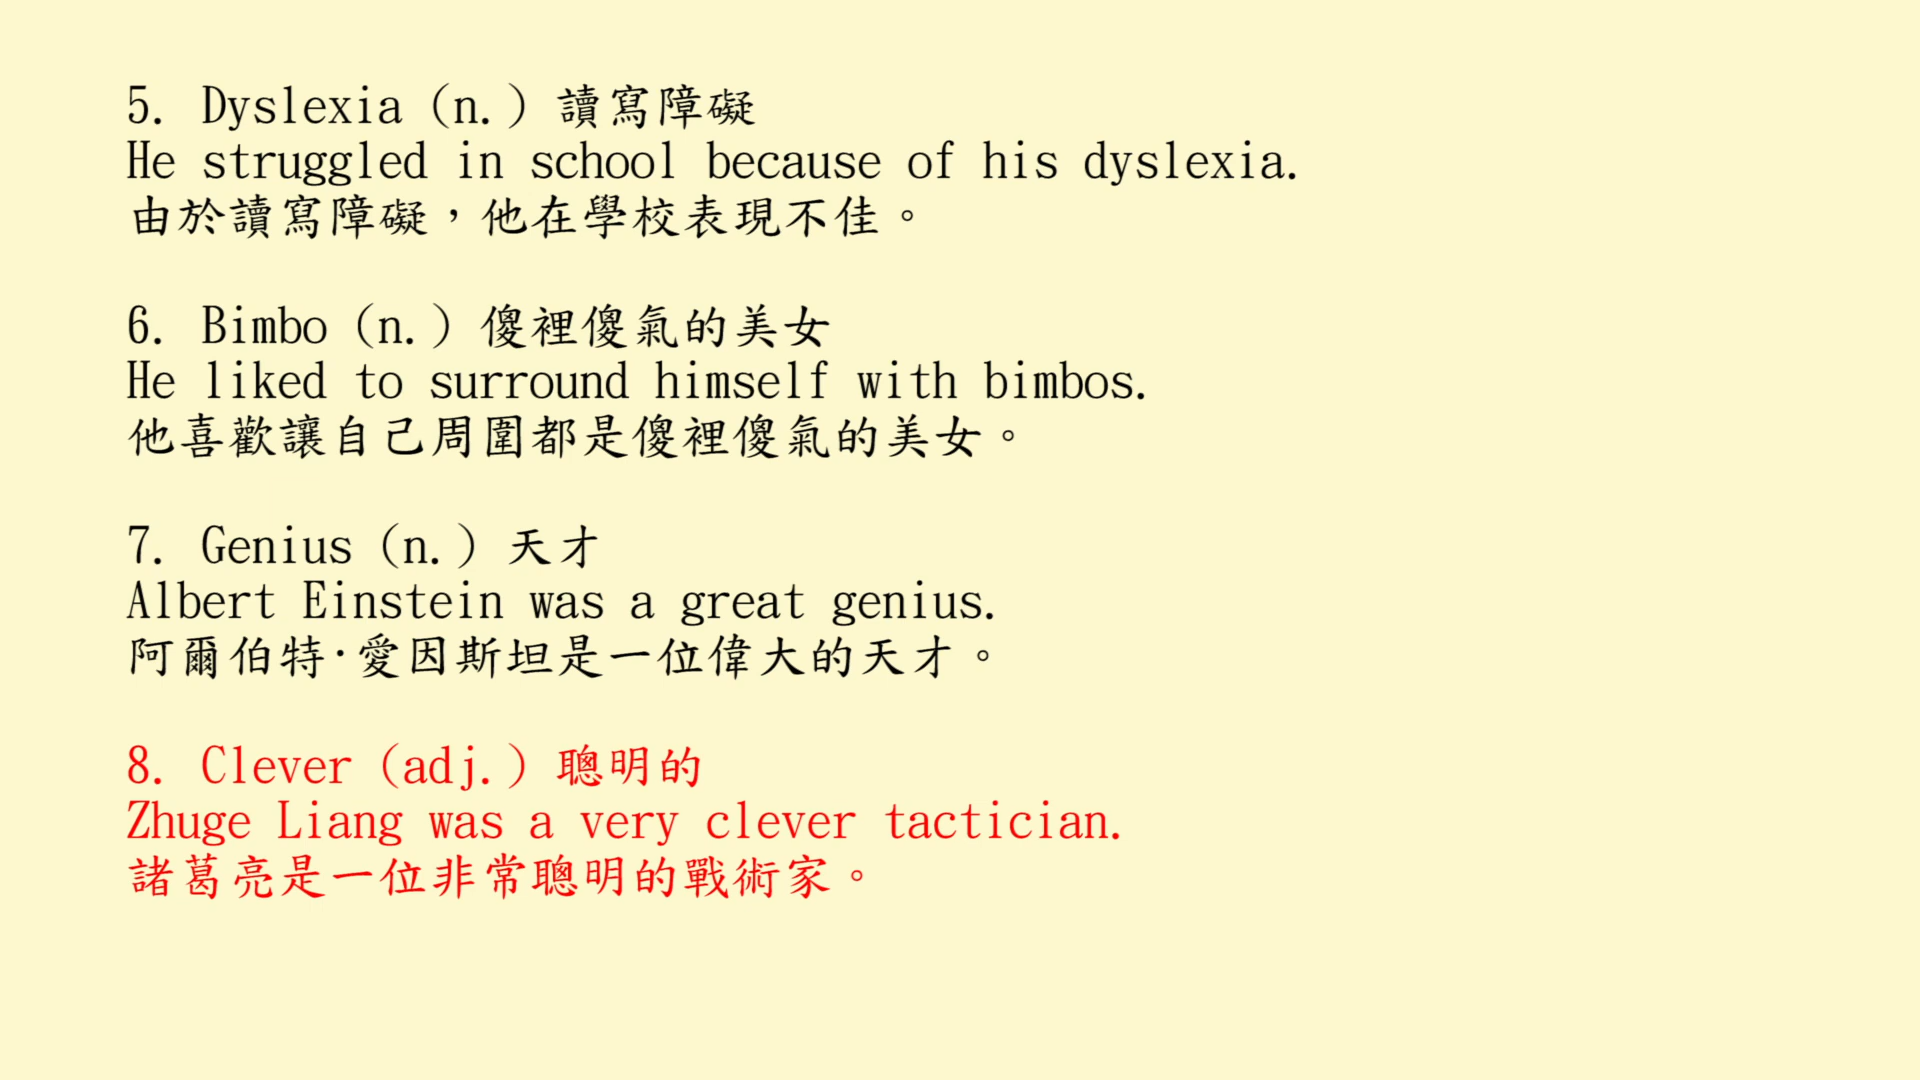 5. Dyslexia (n.) 讀寫障礙
He struggled in school because of his dyslexia.
由於讀寫障礙，他在學校表現不佳。
6. Bimbo (n.) 傻裡傻氣的美女
He liked to surround himself with bimbos.
他喜歡讓自己周圍都是傻裡傻氣的美女。
7. Genius (n.) 天才
Albert Einstein was a great genius.
阿爾伯特·愛因斯坦是一位偉大的天才。
8. Clever (adj.) 聰明的
Zhuge Liang was a very clever tactician.
諸葛亮是一位非常聰明的戰術家。